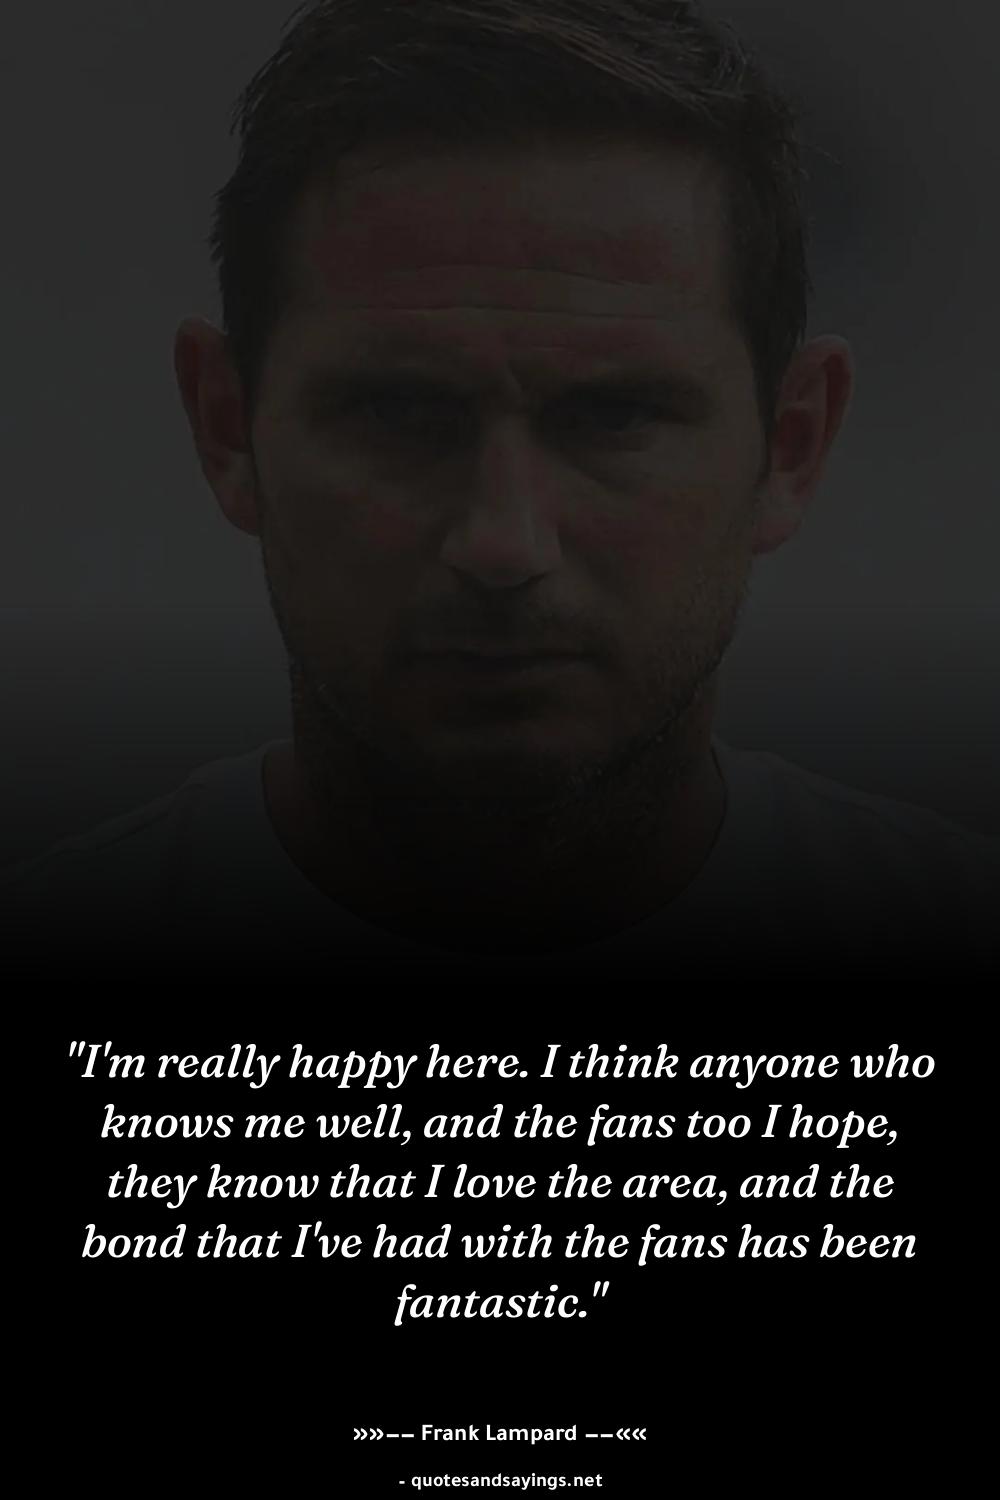 "I'm really happy here. I think anyone who
knows me well, and the fans too I hope,
they know that I love the area, and the
bond that I've had with the fans has been
fantastic."
»»–– Frank Lampard ––««
- quotesandsayings.net